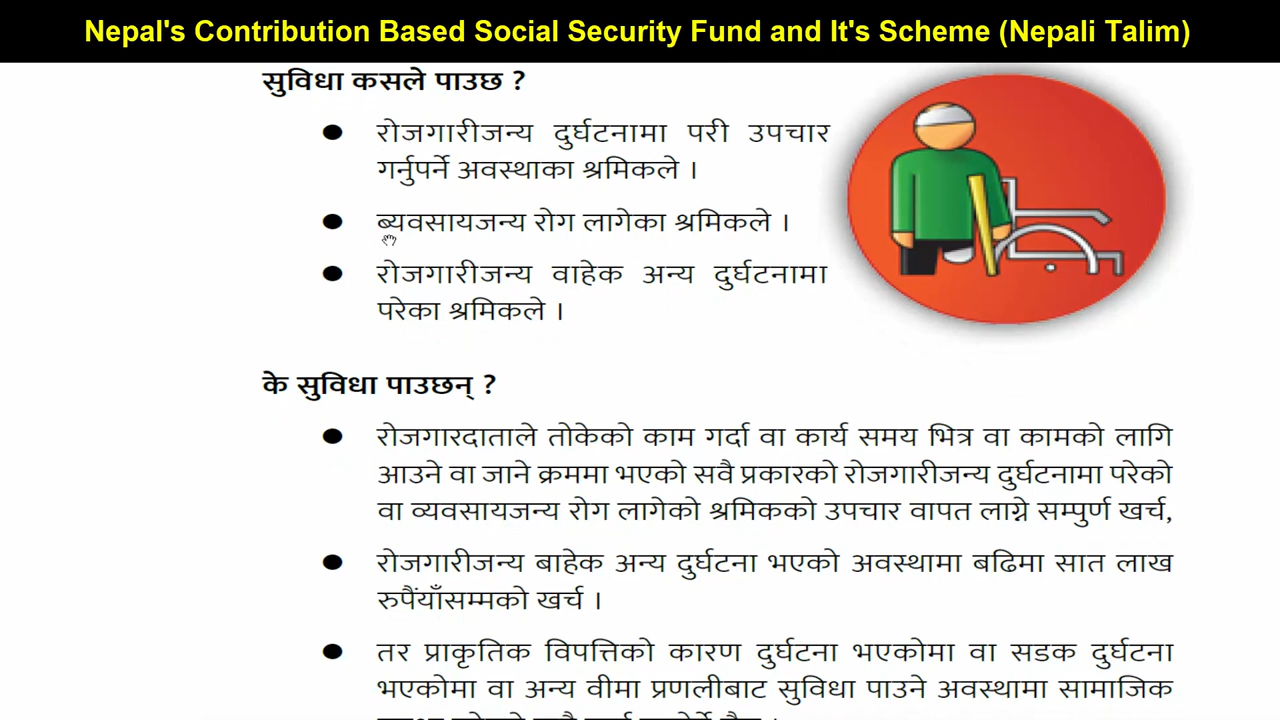 Nepal's Contribution Based Social Security Fund and It's Scheme (Nepali Talim)
सुविधा कसले पाउछ ?
रोजगारीजन्य दुर्घटनामा परी उपचार
गर्नुपर्ने अवस्थाका श्रमिकले ।
ब्यवसायजन्य रोग लागेका श्रमिकले ।
रोजगारीजन्य वाहेक अन्य दुर्घटनामा
परेका श्रमिकले ।
के सुविधा पाउछन् ?
रोजगारदाताले तोकेको काम गर्दा वा कार्य समय भित्र वा कामको लागि
आउने वा जाने क्रममा भएको सवै प्रकारको रोजगारीजन्य दुर्घटनामा परेको
वा व्यवसायजन्य रोग लागेको श्रमिकको उपचार वापत लाग्ने सम्पुर्ण खर्च,
रोजगारीजन्य बाहेक अन्य दुर्घटना भएको अवस्थामा बढिमा सात लाख
रुपैंयाँसम्मको खर्च ।
तर प्राकृतिक विपत्तिको कारण दुर्घटना भएकोमा वा सडक दुर्घटना
भएकोमा वा अन्य वीमा प्रणलीबाट सुविधा पाउने अवस्थामा सामाजिक